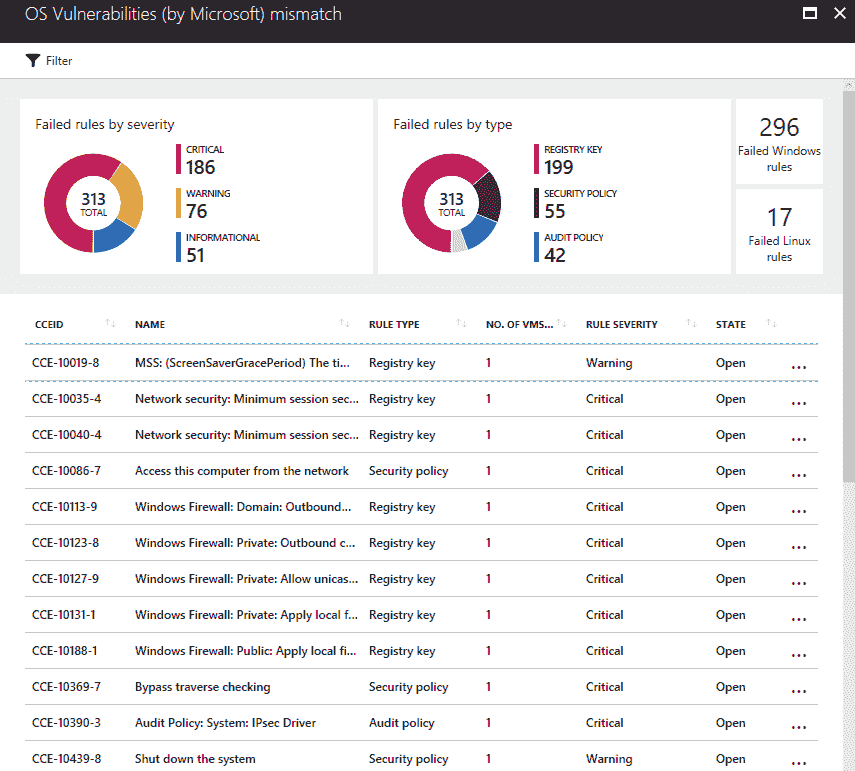 OS Vulnerabilities (by Microsoft) mismatch
Filter
Failed rules by severity
313
TOTAL
CRITICAL
186
WARNING
76
INFORMATIONAL
51
Failed rules by type
313
TOTAL
REGISTRY KEY
199
SECURITY POLICY
55
AUDIT POLICY
42
296
Failed Windows
rules
17
Failed Linux
rules
CCEID NAME RULE TYPE NO. OF VMS... RULE SEVERITY STATE
CCE-10019-8 MSS: (ScreenSaverGracePeriod) The ti... Registry key 1 Warning Open ...
CCE-10035-4 Network security: Minimum session sec... Registry key 1 Critical Open ...
CCE-10040-4 Network security: Minimum session sec... Registry key 1 Critical Open ...
CCE-10086-7 Access this computer from the network Security policy 1 Critical Open ...
CCE-10113-9 Windows Firewall: Domain: Outbound... Registry key 1 Critical Open ...
CCE-10123-8 Windows Firewall: Private: Outbound c... Registry key 1 Critical Open ...
CCE-10127-9 Windows Firewall: Private: Allow unicas... Registry key 1 Critical Open ...
CCE-10131-1 Windows Firewall: Private: Apply local f... Registry key 1 Critical Open ...
CCE-10188-1 Windows Firewall: Public: Apply local fi... Registry key 1 Critical Open ...
CCE-10369-7 Bypass traverse checking Security policy 1 Critical Open ...
CCE-10390-3 Audit Policy: System: IPsec Driver Audit policy 1 Critical Open ...
CCE-10439-8 Shut down the system Security policy 1 Warning Open ...